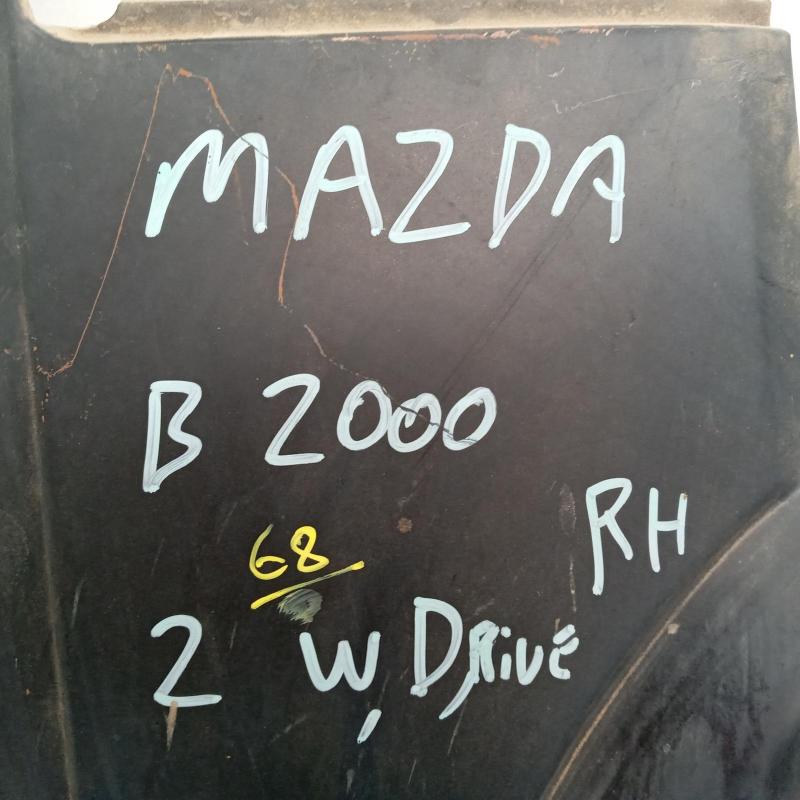 MAZDA
B 2000
RH
68
2 W, Drive